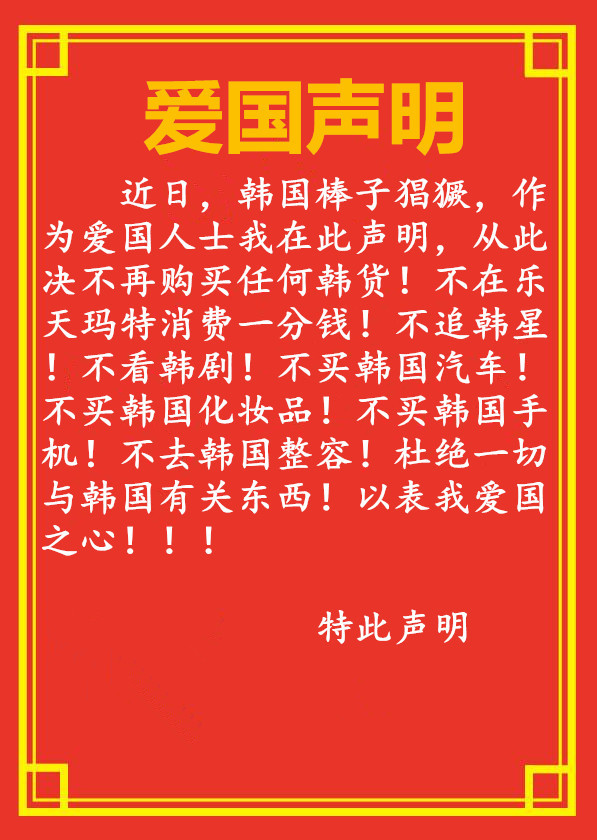 爱国声明
近日，韩国棒子猖獗，作
为爱国人士我在此声明，从此
决不再购买任何韩货！不在乐
天玛特消费一分钱！不追韩星
！不看韩剧！不买韩国汽车！
不买韩国化妆品！不买韩国手
机！不去韩国整容！杜绝一切
与韩国有关东西！以表我爱国
之心！！！
特此声明